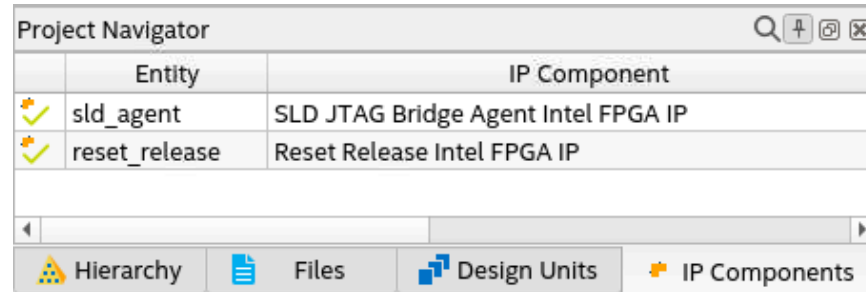 Project Navigator
Entity IP Component
sld_agent SLD JTAG Bridge Agent Intel FPGA IP
reset_release Reset Release Intel FPGA IP
Hierarchy Files Design Units IP Components